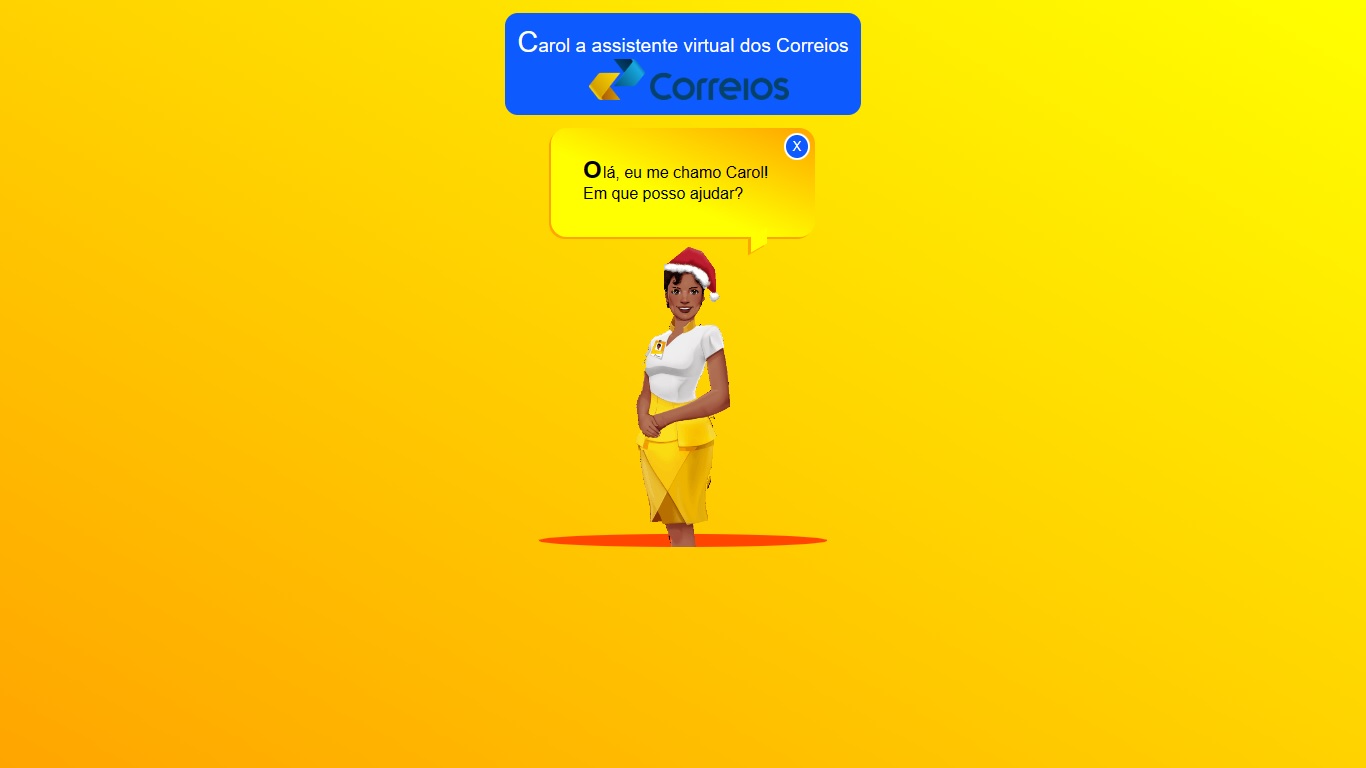 Carol a assistente virtual dos Correios
Correios
X
Olá, eu me chamo Carol!
Em que posso ajudar?